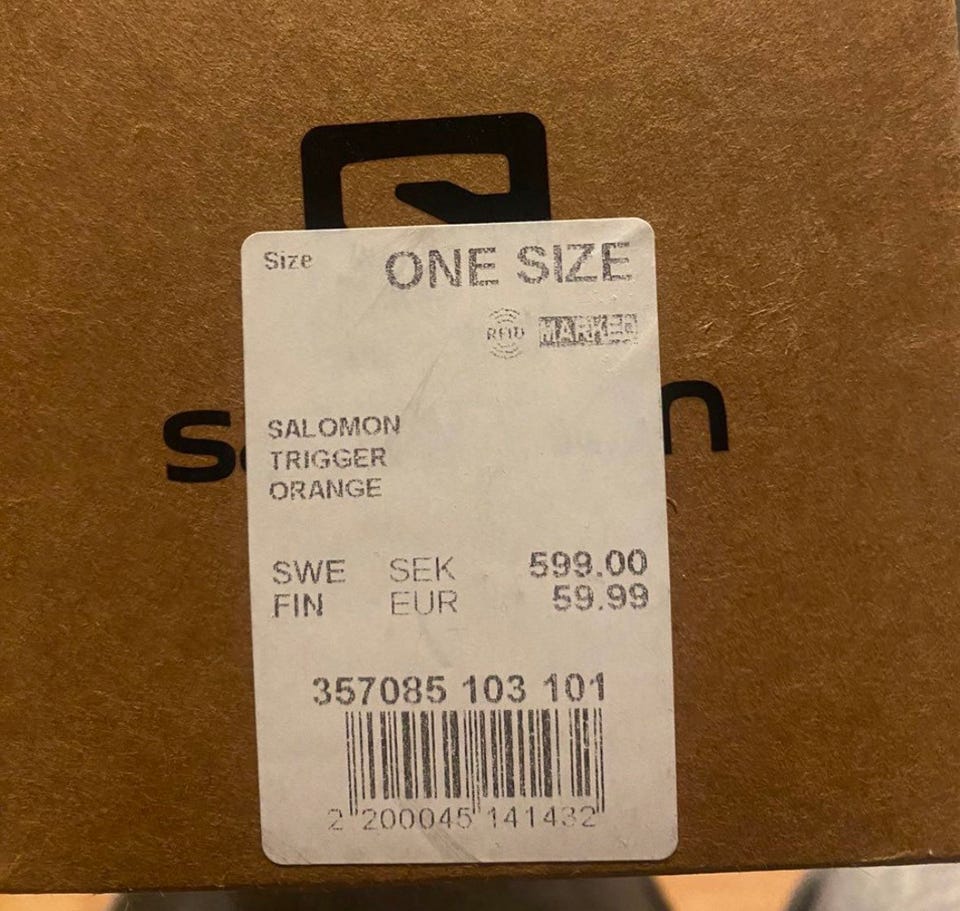 Size ONE SIZE
RFID MARKED
s n
SALOMON
TRIGGER
ORANGE
SWE SEK 599.00
FIN EUR 59.99
357085 103 101
2 200045 141432